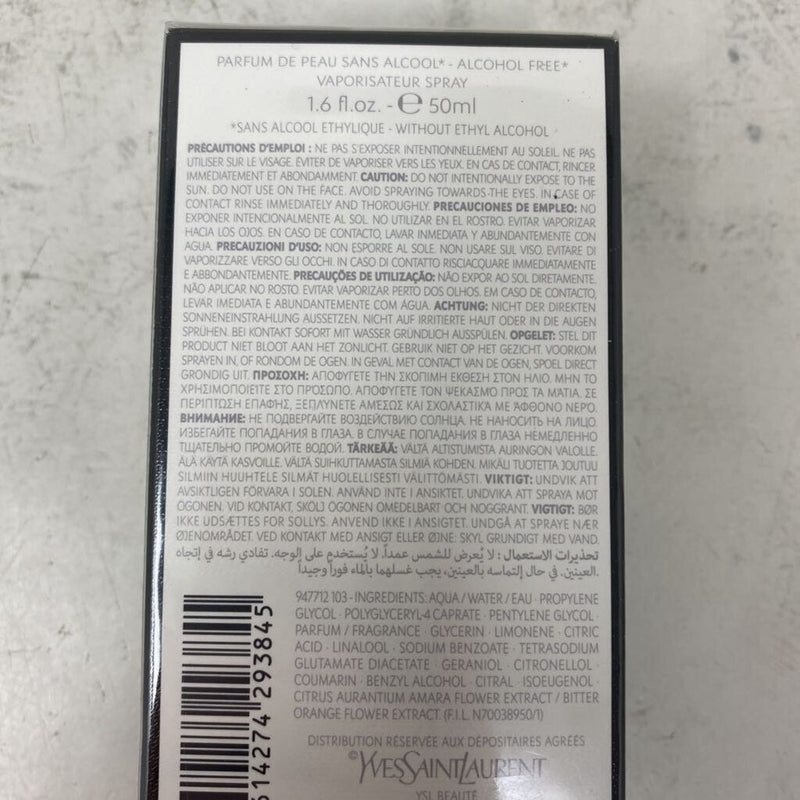 PARFUM DE PEAU SANS ALCOOL* - ALCOHOL FREE*
VAPORISATEUR SPRAY
1.6 fl.oz. - ℮ 50ml
*SANS ALCOOL ETHYLIQUE - WITHOUT ETHYL ALCOHOL
PRÉCAUTIONS D'EMPLOI : NE PAS S'EXPOSER INTENTIONNELLEMENT AU SOLEIL. NE PAS
UTILISER SUR LE VISAGE. ÉVITER DE VAPORISER VERS LES YEUX. EN CAS DE CONTACT, RINCER
IMMÉDIATEMENT ET ABONDAMMENT. CAUTION: DO NOT INTENTIONALLY EXPOSE TO THE
SUN. DO NOT USE ON THE FACE. AVOID SPRAYING TOWARDS THE EYES. IN CASE OF
CONTACT RINSE IMMEDIATELY AND THOROUGHLY. PRECAUCIONES DE EMPLEO: NO
EXPONER INTENCIONALMENTE AL SOL. NO UTILIZAR EN EL ROSTRO. EVITAR VAPORIZAR
HACIA LOS OJOS. EN CASO DE CONTACTO, LAVAR INMEDIATA Y ABUNDANTEMENTE CON
AGUA. PRECAUZIONI D'USO: NON ESPORRE AL SOLE. NON USARE SUL VISO. EVITARE DI
VAPORIZZARE VERSO GLI OCCHI. IN CASO DI CONTATTO RISCIACQUARE IMMEDIATAMENTE
E ABBONDANTEMENTE. PRECAUÇÕES DE UTILIZAÇÃO: NÃO EXPOR AO SOL DIRETAMENTE.
NÃO APLICAR NO ROSTO. EVITAR VAPORIZAR PERTO DOS OLHOS. EM CASO DE CONTACTO,
LEVAR IMEDIATA E ABUNDANTEMENTE COM ÁGUA. ACHTUNG: NICHT DER DIREKTEN
SONNENEINSTRAHLUNG AUSSETZEN. NICHT AUF IRRITIERTE HAUT ODER IN DIE AUGEN
SPRÜHEN. BEI KONTAKT SOFORT MIT WASSER GRÜNDLICH AUSSPÜLEN. OPGELET: STEL DIT
PRODUCT NIET BLOOT AAN HET ZONLICHT. GEBRUIK NIET OP HET GEZICHT. VOORKOM
SPRAYEN IN, OF RONDOM DE OGEN. IN GEVAL MET CONTACT VAN DE OGEN, SPOEL DIRECT
GRONDIG UIT. ΠΡΟΣΟΧΗ: ΑΠΟΦΥΓΕΤΕ ΤΗΝ ΣΚΟΠΙΜΗ ΕΚΘΕΣΗ ΣΤΟΝ ΗΛΙΟ. ΜΗΝ ΤΟ
ΧΡΗΣΙΜΟΠΟΙΕΙΤΕ ΣΤΟ ΠΡΟΣΩΠΟ. ΑΠΟΦΥΓΕΤΕ ΤΟΝ ΨΕΚΑΣΜΟ ΠΡΟΣ ΤΑ ΜΑΤΙΑ. ΣΕ
ΠΕΡΙΠΤΩΣΗ ΕΠΑΦΗΣ, ΞΕΠΛΥΝΕΤΕ ΑΜΕΣΩΣ ΚΑΙ ΣΧΟΛΑΣΤΙΚΑ ΜΕ ΑΦΘΟΝΟ ΝΕΡΟ.
ВНИМАНИЕ: НЕ ПОДВЕРГАЙТЕ ВОЗДЕЙСТВИЮ СОЛНЦА. НЕ НАНОСИТЬ НА ЛИЦО.
ИЗБЕГАЙТЕ ПОПАДАНИЯ В ГЛАЗА. В СЛУЧАЕ ПОПАДАНИЯ В ГЛАЗА НЕМЕДЛЕННО
ТЩАТЕЛЬНО ПРОМОЙТЕ ВОДОЙ. TÄRKEÄÄ: VÄLTÄ ALTISTUMISTA AURINGON VALOLLE.
ÄLÄ KÄYTÄ KASVOILLE. VÄLTÄ SUIHKUTTAMASTA SILMIÄ KOHDEN. MIKÄLI TUOTETTA JOUTUU
SILMIIN HUUHTELE SILMÄT HUOLELLISESTI VÄLITTÖMÄSTI. VIKTIGT: UNDVIK ATT
AVSIKTLIGEN FÖRVARA I SOLEN. ANVÄND INTE I ANSIKTET. UNDVIKA ATT SPRAYA MOT
ÖGONEN. VID KONTAKT, SKÖLJ ÖGONEN OMEDELBART OCH NOGGRANT. VIGTIGT: BØR
IKKE UDSÆTTES FOR SOLLYS. ANVEND IKKE I ANSIGTET. UNDGÅ AT SPRAYE NÆR
ØJENOMRÅDET. VED KONTAKT MED ANSIGT ELLER ØJNE: SKYL GRUNDIGT MED VAND.
تحذيرات الاستعمال: لا يُعرض للشمس عمداً. لا يُستخدم على الوجه. تفادي رشه في إتجاه
العينين. في حال إلتماسه بالعينين، يجب غسلهما بالماء فوراً وجيداً.
947712 103 - INGREDIENTS: AQUA / WATER / EAU · PROPYLENE
GLYCOL · POLYGLYCERYL-4 CAPRATE · PENTYLENE GLYCOL ·
PARFUM / FRAGRANCE · GLYCERIN · LIMONENE · CITRIC
ACID · LINALOOL · SODIUM BENZOATE · TETRASODIUM
GLUTAMATE DIACETATE · GERANIOL · CITRONELLOL ·
COUMARIN · BENZYL ALCOHOL · CITRAL · ISOEUGENOL ·
CITRUS AURANTIUM AMARA FLOWER EXTRACT / BITTER
ORANGE FLOWER EXTRACT. (F.I.L. N70038950/1)
614274 293845
DISTRIBUTION RÉSERVÉE AUX DÉPOSITAIRES AGRÉÉS
©YVESSAINTLAURENT
YSL BEAUTÉ